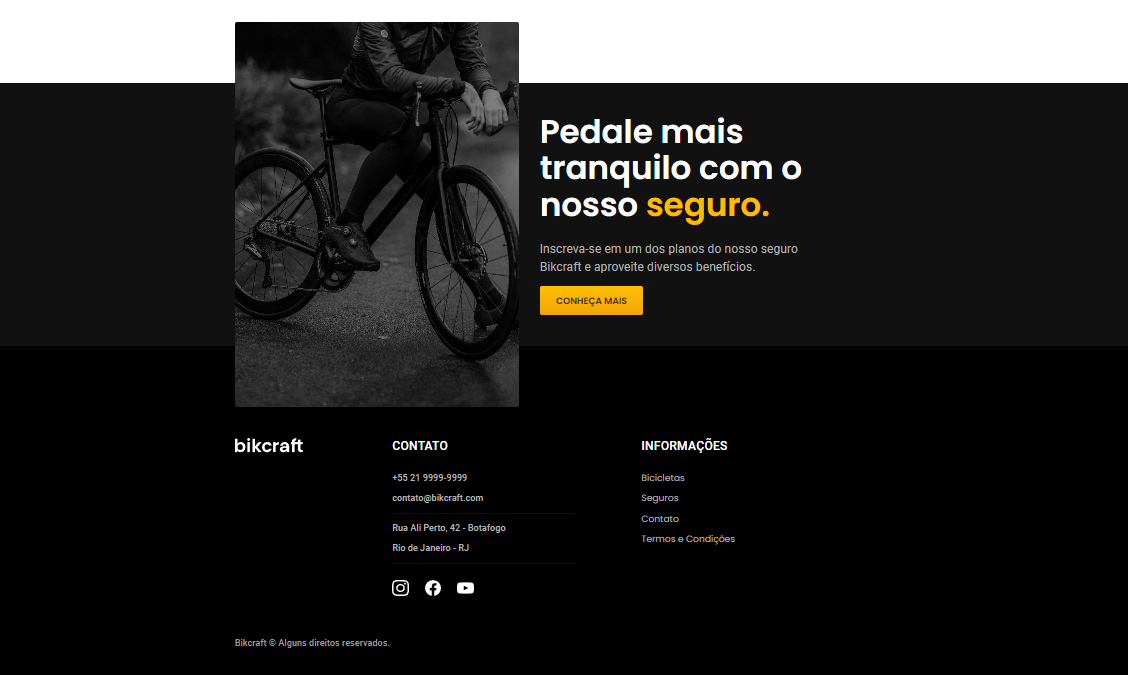 Pedale mais
tranquilo com o
nosso seguro.
Inscreva-se em um dos planos do nosso seguro
Bikcraft e aproveite diversos benefícios.
CONHEÇA MAIS
bikcraft
CONTATO
+55 21 9999-9999
contato@bikcraft.com
Rua Ali Perto, 42 - Botafogo
Rio de Janeiro - RJ
INFORMAÇÕES
Bicicletas
Seguros
Contato
Termos e Condições
Bikcraft © Alguns direitos reservados.